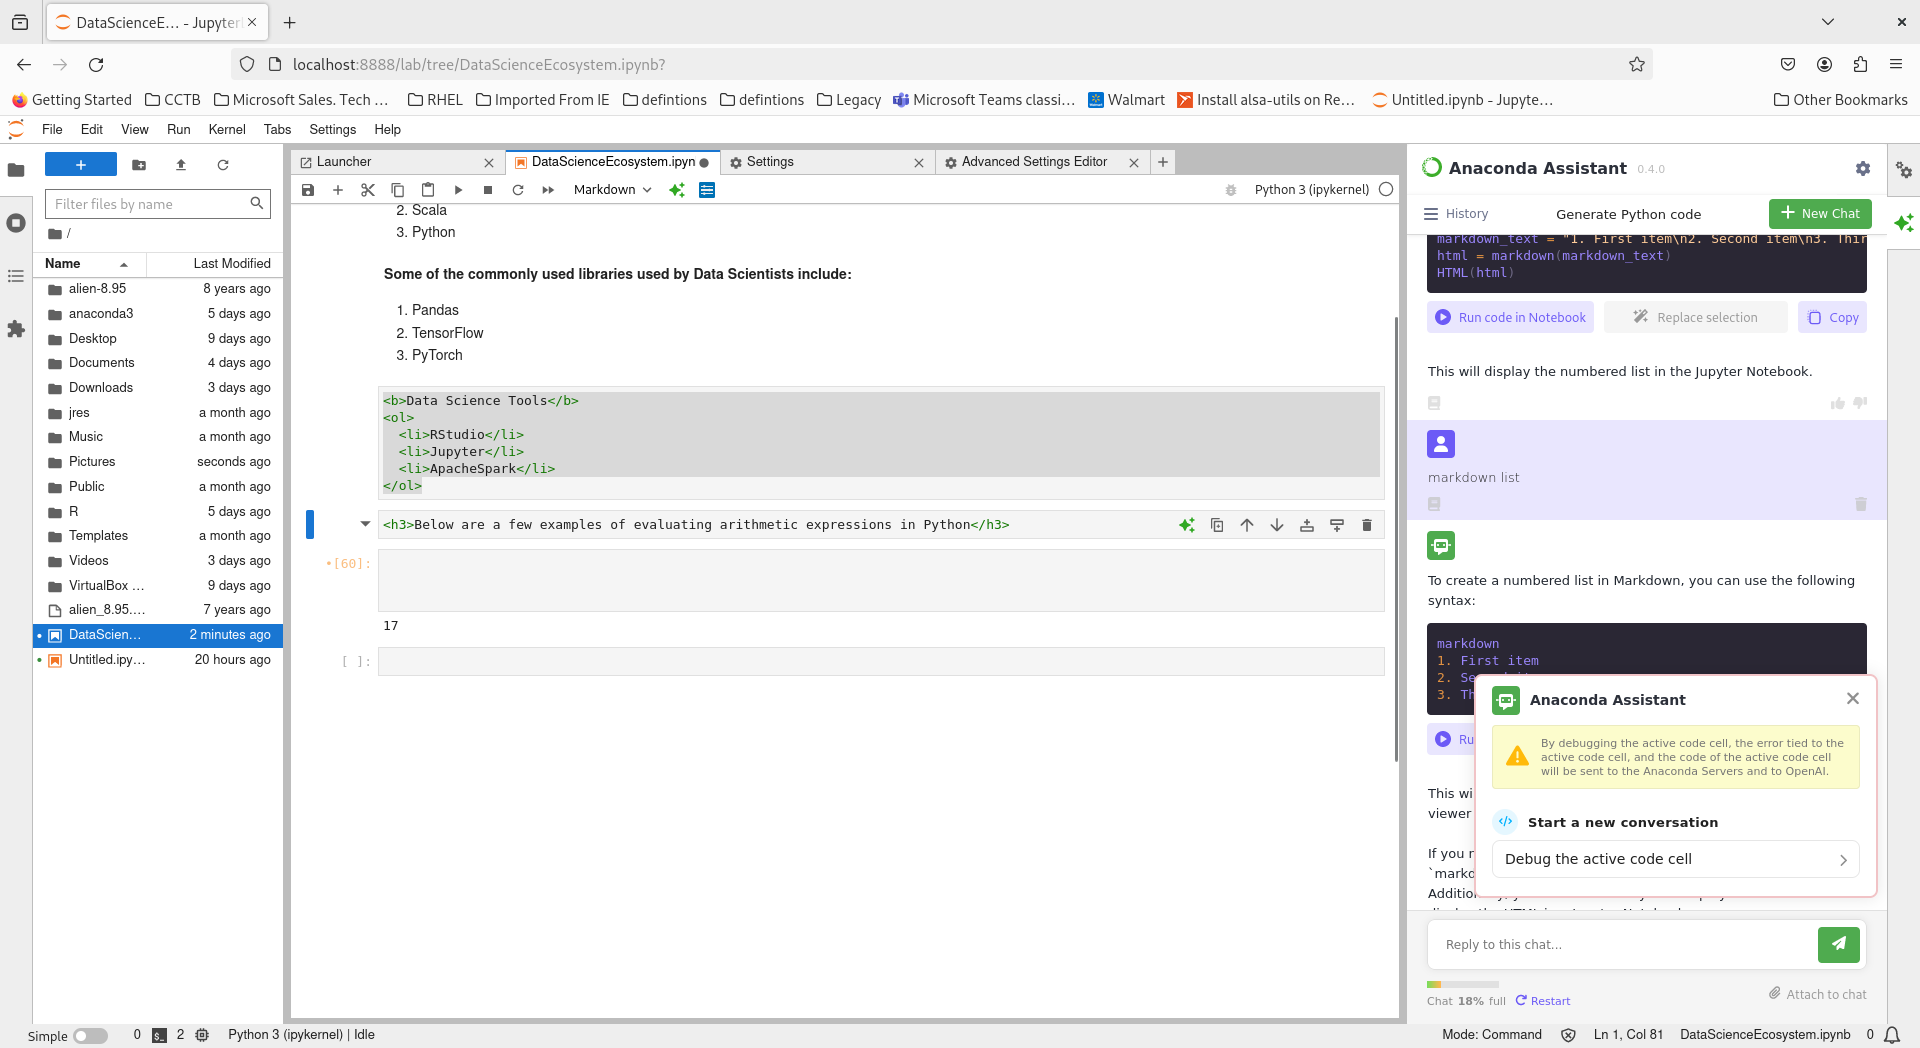 DataScienceE… - Jupyter
localhost:8888/lab/tree/DataScienceEcosystem.ipynb?
Getting Started CCTB Microsoft Sales. Tech … RHEL Imported From IE defintions defintions Legacy Microsoft Teams classi… Walmart Install alsa-utils on Re… Untitled.ipynb - Jupyte… Other Bookmarks
File Edit View Run Kernel Tabs Settings Help
Launcher DataScienceEcosystem.ipyn Settings Advanced Settings Editor
Markdown Python 3 (ipykernel)
Filter files by name
/
Name Last Modified
alien-8.95 8 years ago
anaconda3 5 days ago
Desktop 9 days ago
Documents 4 days ago
Downloads 3 days ago
jres a month ago
Music a month ago
Pictures seconds ago
Public a month ago
R 5 days ago
Templates a month ago
Videos 3 days ago
VirtualBox … 9 days ago
alien_8.95.… 7 years ago
DataScien… 2 minutes ago
Untitled.ipy… 20 hours ago
2. Scala
3. Python
Some of the commonly used libraries used by Data Scientists include:
1. Pandas
2. TensorFlow
3. PyTorch
<b>Data Science Tools</b>
<ol>
<li>RStudio</li>
<li>Jupyter</li>
<li>ApacheSpark</li>
</ol>
<h3>Below are a few examples of evaluating arithmetic expressions in Python</h3>
•[60]:
17
[ ]:
Anaconda Assistant 0.4.0
History Generate Python code + New Chat
markdown_text = "1. First item\n2. Second item\n3. Thir
html = markdown(markdown_text)
HTML(html)
Run code in Notebook Replace selection Copy
This will display the numbered list in the Jupyter Notebook.
markdown list
To create a numbered list in Markdown, you can use the following
syntax:
markdown
1. First item
2. Se
3. Th
Ru
This wi
viewer
If you r
`markd
Additio
Anaconda Assistant
By debugging the active code cell, the error tied to the
active code cell, and the code of the active code cell
will be sent to the Anaconda Servers and to OpenAI.
</> Start a new conversation
Debug the active code cell
Reply to this chat...
Chat 18% full Restart Attach to chat
Simple 0 $_ 2 Python 3 (ipykernel) | Idle Mode: Command Ln 1, Col 81 DataScienceEcosystem.ipynb 0